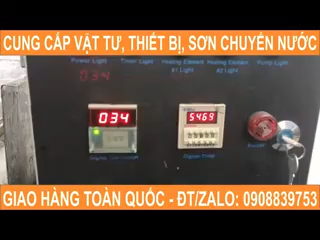 CUNG CẤP VẬT TƯ, THIẾT BỊ, SƠN CHUYỂN NƯỚC
Power Light Timer Light Heating Element Heating Element Pump Light
#1 Light #2 Light
034
034 5469
GIAO HÀNG TOÀN QUỐC - ĐT/ZALO: 0908839753